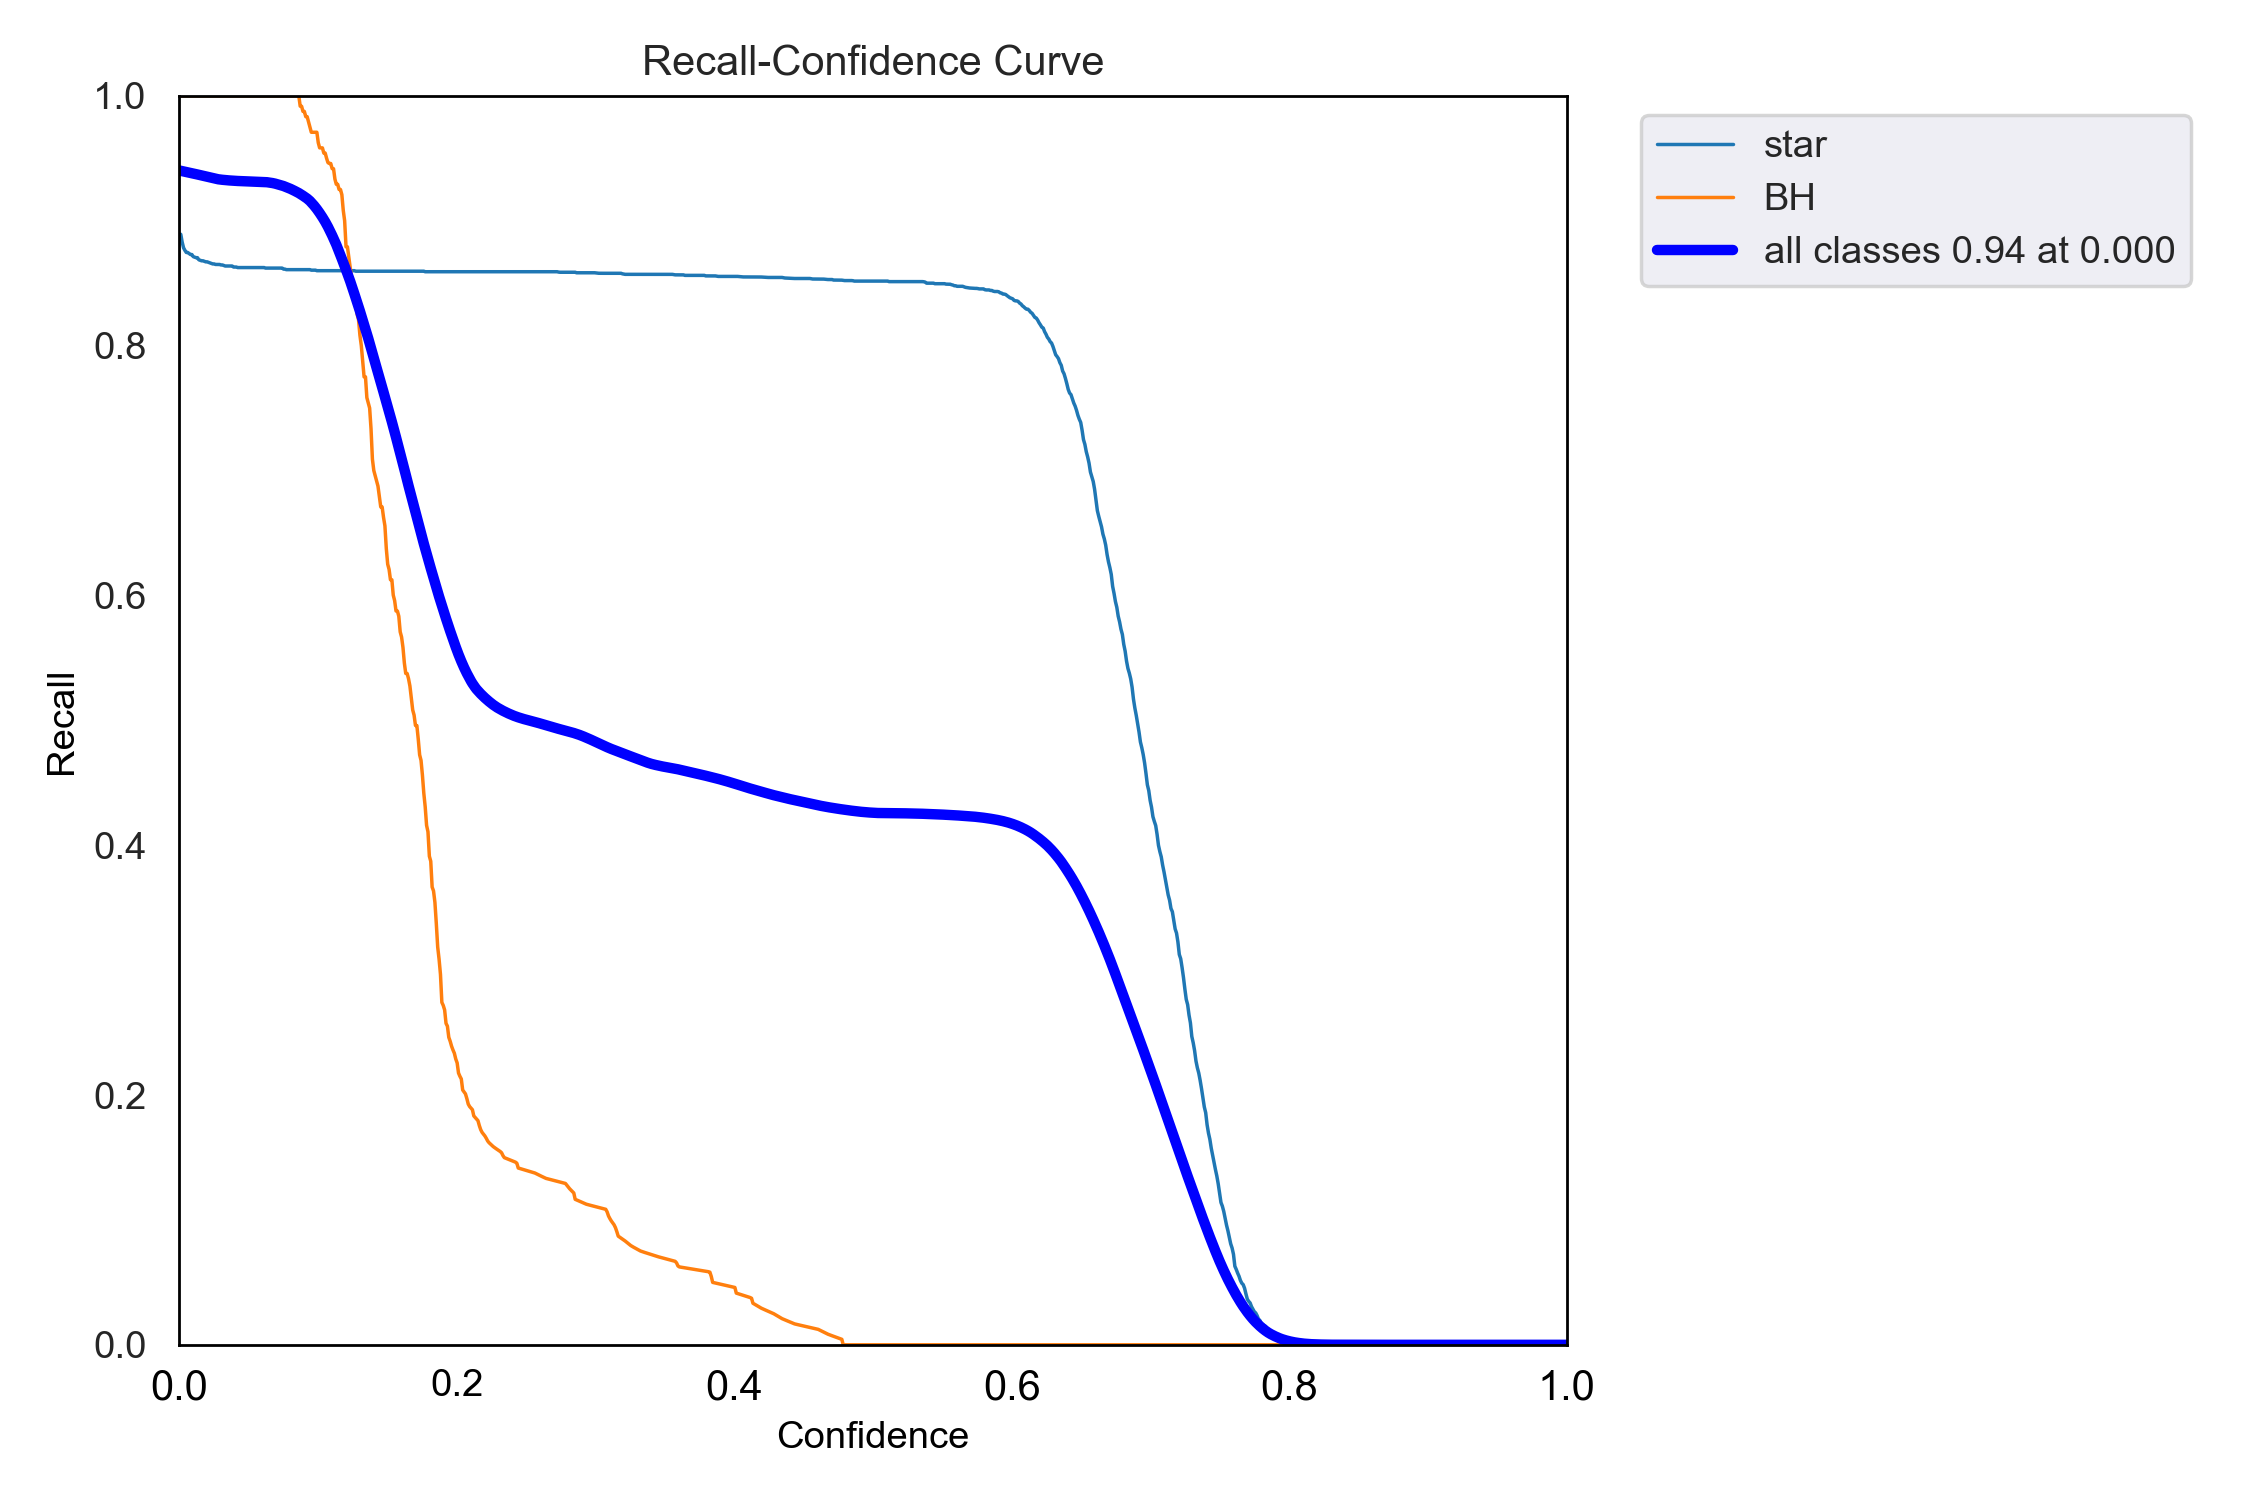 Recall-Confidence Curve
1.0
0.8
0.6
0.4
0.2
0.0
Recall
0.0 0.2 0.4 0.6 0.8 1.0
Confidence
star
BH
all classes 0.94 at 0.000